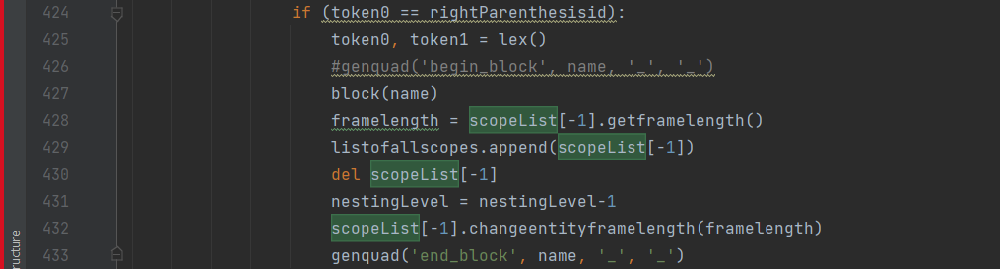 424 if (token0 == rightParenthesisid):
425 token0, token1 = lex()
426 #genquad('begin_block', name, '_', '_')
427 block(name)
428 framelength = scopeList[-1].getframelength()
429 listofallscopes.append(scopeList[-1])
430 del scopeList[-1]
431 nestingLevel = nestingLevel-1
432 scopeList[-1].changeentityframelength(framelength)
433 genquad('end_block', name, '_', '_')
ructure